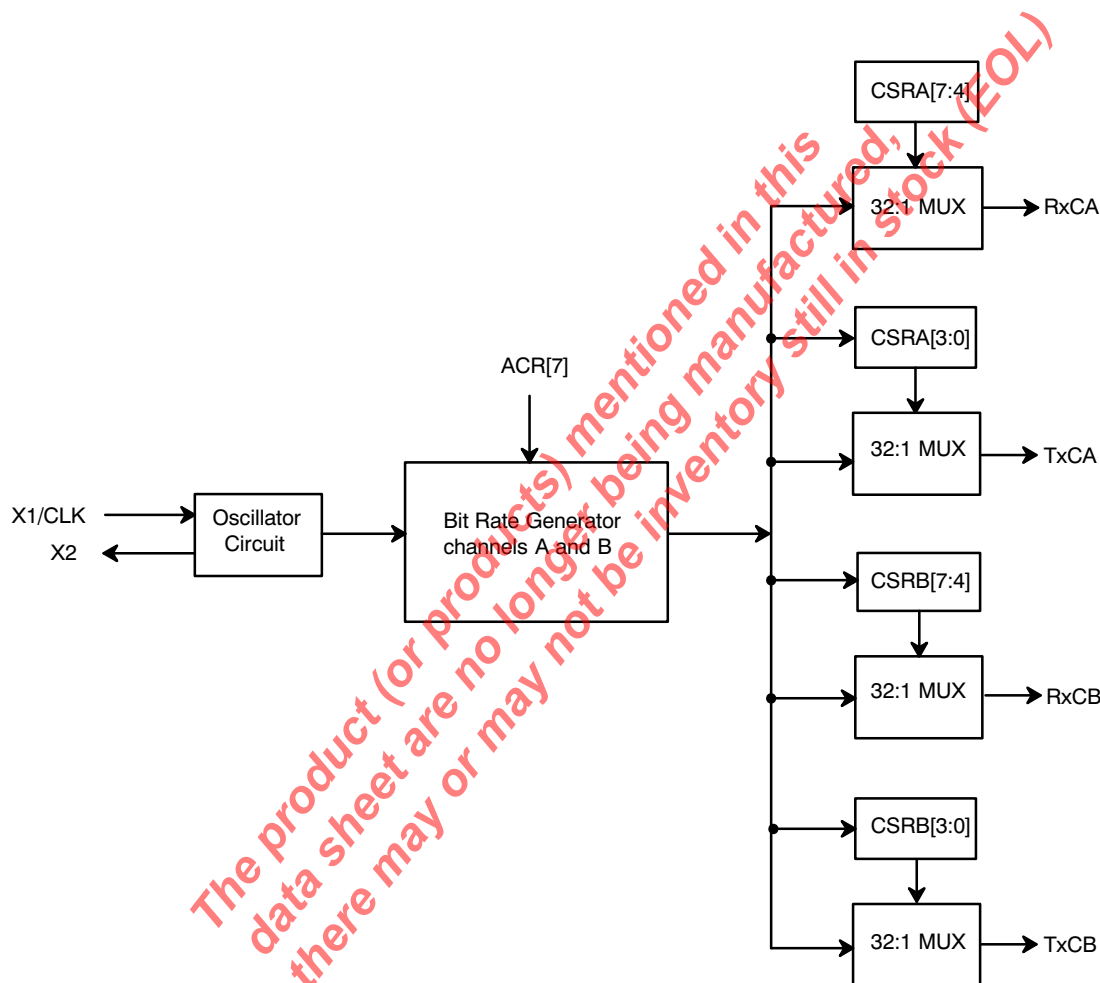 CSRA[7:4]
32:1 MUX
RxCA
CSRA[3:0]
ACR[7]
32:1 MUX
TxCA
X1/CLK
X2
Oscillator
Circuit
Bit Rate Generator
channels A and B
CSRB[7:4]
32:1 MUX
RxCB
CSRB[3:0]
32:1 MUX
TxCB
The product (or products) mentioned in this
data sheet are no longer being manufactured,
there may or may not be inventory still in stock (EOL)